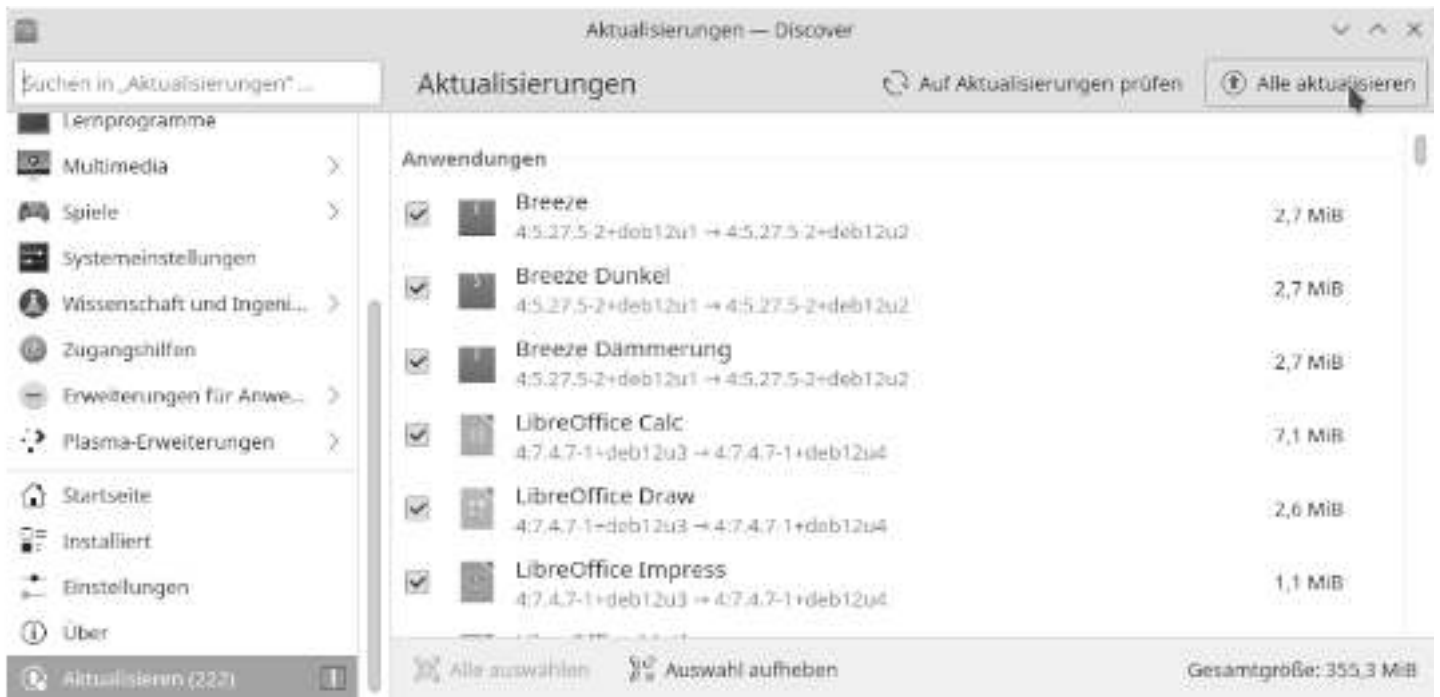 Aktualisierungen — Discover
Suchen in „Aktualisierungen“ ...
Aktualisierungen
Auf Aktualisierungen prüfen
Alle aktualisieren
Lernprogramme
Multimedia
Spiele
Systemeinstellungen
Wissenschaft und Ingeni...
Zugangshilfen
Erweiterungen für Anwe...
Plasma-Erweiterungen
Startseite
Installiert
Einstellungen
Über
Aktualisieren (222)
Anwendungen
Breeze
2,7 MiB
4:5.27.5-2+deb12u1 → 4:5.27.5-2+deb12u2
Breeze Dunkel
2,7 MiB
4:5.27.5-2+deb12u1 → 4:5.27.5-2+deb12u2
Breeze Dämmerung
2,7 MiB
4:5.27.5-2+deb12u1 → 4:5.27.5-2+deb12u2
LibreOffice Calc
7,1 MiB
4:7.4.7-1+deb12u3 → 4:7.4.7-1+deb12u4
LibreOffice Draw
2,6 MiB
4:7.4.7-1+deb12u3 → 4:7.4.7-1+deb12u4
LibreOffice Impress
1,1 MiB
4:7.4.7-1+deb12u3 → 4:7.4.7-1+deb12u4
Alle auswählen
Auswahl aufheben
Gesamtgröße: 355,3 MiB